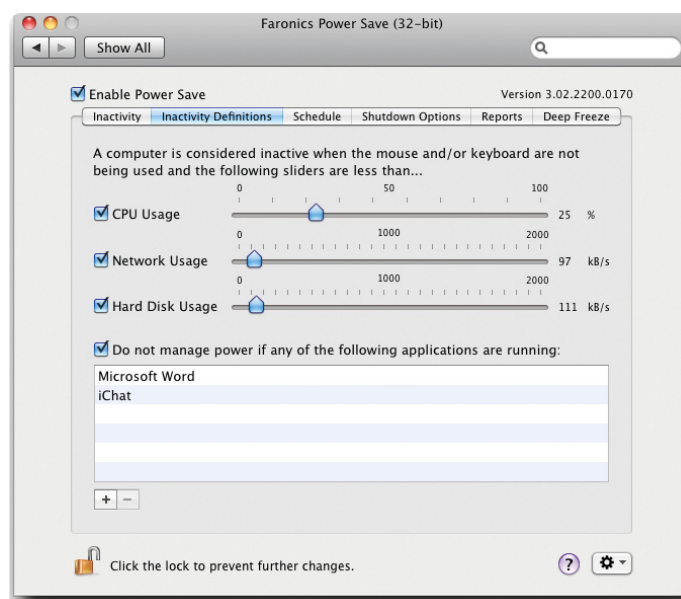 Faronics Power Save (32-bit)
Show All
Enable Power Save
Version 3.02.2200.0170
Inactivity Inactivity Definitions Schedule Shutdown Options Reports Deep Freeze
A computer is considered inactive when the mouse and/or keyboard are not
being used and the following sliders are less than...
0 50 100
CPU Usage 25 %
0 1000 2000
Network Usage 97 kB/s
0 1000 2000
Hard Disk Usage 111 kB/s
Do not manage power if any of the following applications are running:
Microsoft Word
iChat
+ −
Click the lock to prevent further changes.
?